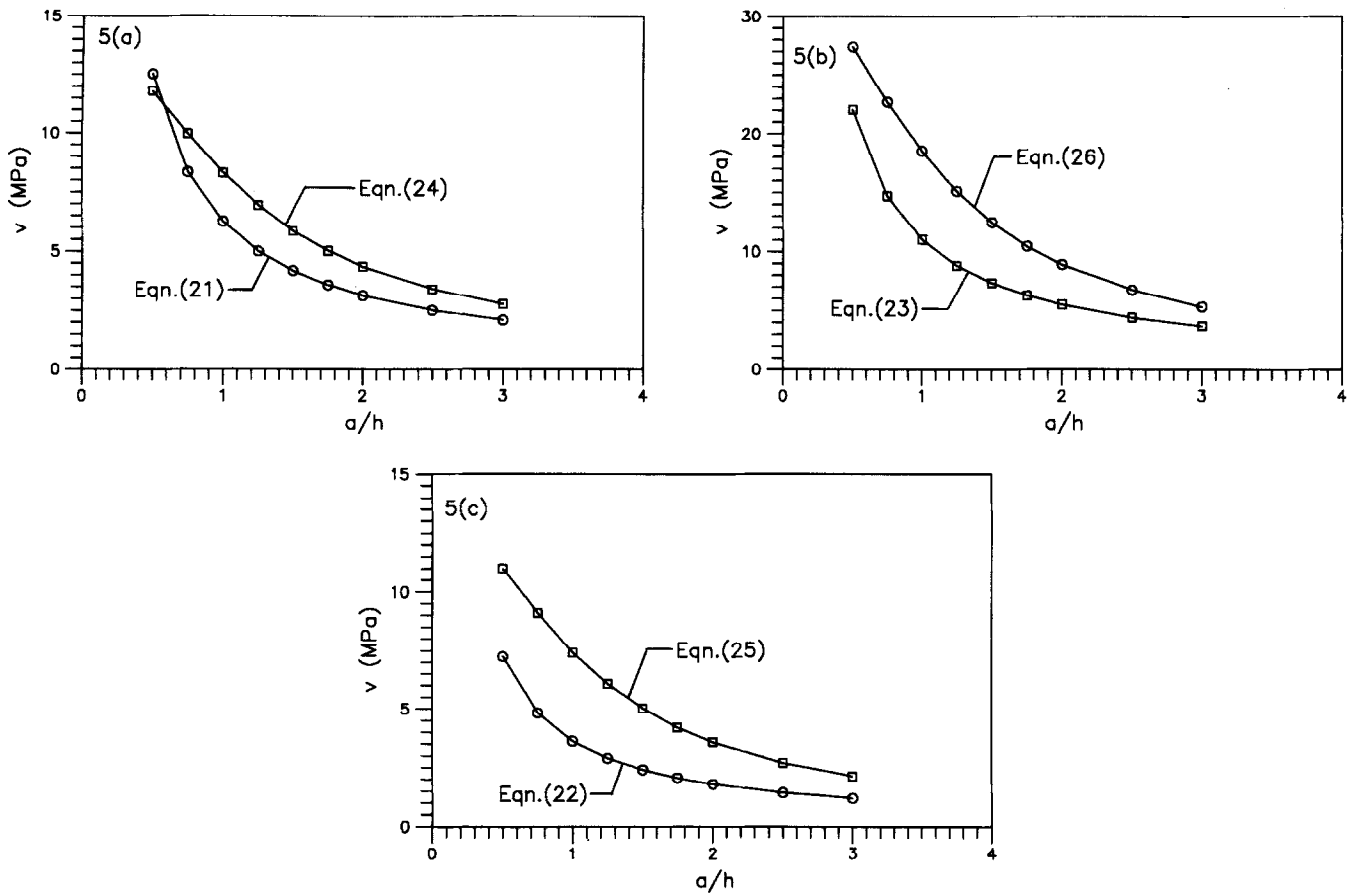 5(a)
15
10
5
0
v (MPa)
Eqn.(24)
Eqn.(21)
0 1 2 3 4
a/h
5(b)
30
20
10
0
v (MPa)
Eqn.(26)
Eqn.(23)
0 1 2 3 4
a/h
5(c)
15
10
5
0
v (MPa)
Eqn.(25)
Eqn.(22)
0 1 2 3 4
a/h